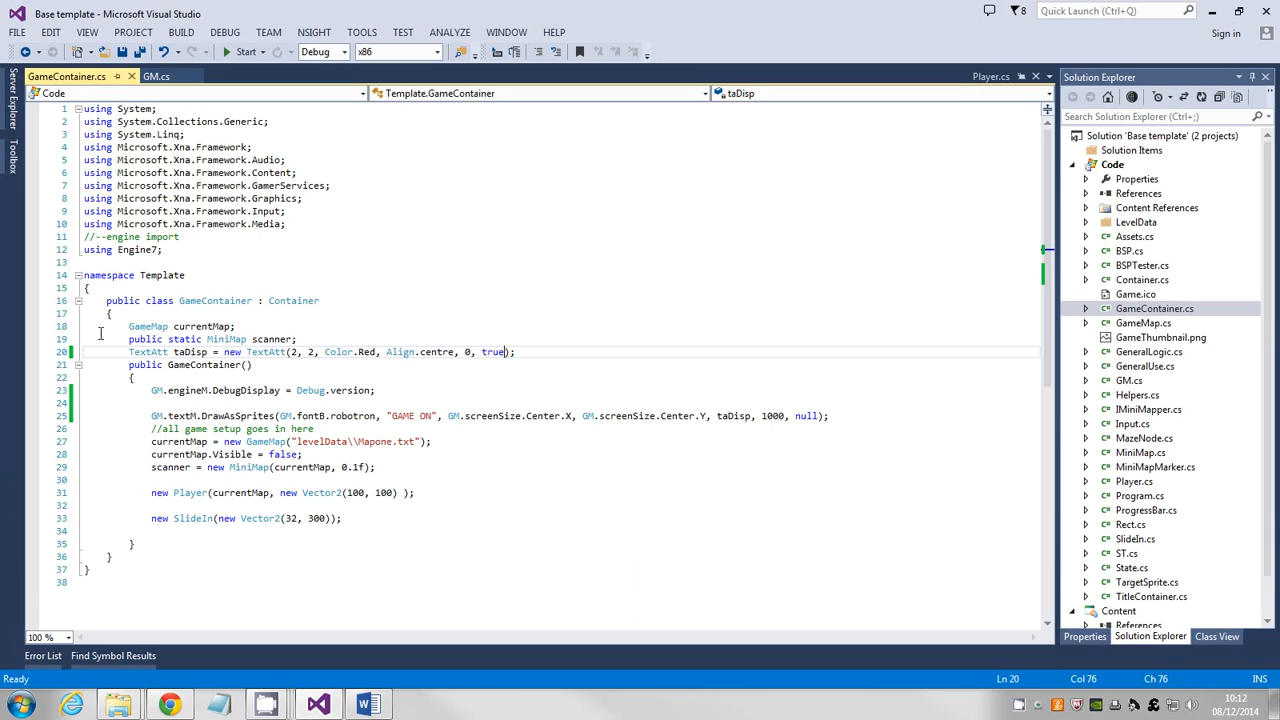 Base template - Microsoft Visual Studio
8
Quick Launch (Ctrl+Q)
FILE EDIT VIEW PROJECT BUILD DEBUG TEAM NSIGHT TOOLS TEST ANALYZE WINDOW HELP
Sign in
Start Debug x86
Server Explorer
Toolbox
GameContainer.cs GM.cs Player.cs
Code Template.GameContainer taDisp
1 using System;
2 using System.Collections.Generic;
3 using System.Linq;
4 using Microsoft.Xna.Framework;
5 using Microsoft.Xna.Framework.Audio;
6 using Microsoft.Xna.Framework.Content;
7 using Microsoft.Xna.Framework.GamerServices;
8 using Microsoft.Xna.Framework.Graphics;
9 using Microsoft.Xna.Framework.Input;
10 using Microsoft.Xna.Framework.Media;
11 //--engine import
12 using Engine7;
13
14 namespace Template
15 {
16 public class GameContainer : Container
17 {
18 GameMap currentMap;
19 public static MiniMap scanner;
20 TextAtt taDisp = new TextAtt(2, 2, Color.Red, Align.centre, 0, true);
21 public GameContainer()
22 {
23 GM.engineM.DebugDisplay = Debug.version;
24
25 GM.textM.DrawAsSprites(GM.fontB.robotron, "GAME ON", GM.screenSize.Center.X, GM.screenSize.Center.Y, taDisp, 1000, null);
26 //all game setup goes in here
27 currentMap = new GameMap("levelData\\Mapone.txt");
28 currentMap.Visible = false;
29 scanner = new MiniMap(currentMap, 0.1f);
30
31 new Player(currentMap, new Vector2(100, 100) );
32
33 new SlideIn(new Vector2(32, 300));
34
35 }
36 }
37 }
38
100 %
Error List Find Symbol Results
Solution Explorer
Search Solution Explorer (Ctrl+;)
Solution 'Base template' (2 projects)
Solution Items
Code
Properties
References
Content References
LevelData
Assets.cs
BSP.cs
BSPTester.cs
Container.cs
Game.ico
GameContainer.cs
GameMap.cs
GameThumbnail.png
GeneralLogic.cs
GeneralUse.cs
GM.cs
Helpers.cs
IMiniMapper.cs
Input.cs
MazeNode.cs
MiniMap.cs
MiniMapMarker.cs
Player.cs
Program.cs
ProgressBar.cs
Rect.cs
SlideIn.cs
ST.cs
State.cs
TargetSprite.cs
TitleContainer.cs
Content
References
Properties Solution Explorer Class View
Ready Ln 20 Col 76 Ch 76 INS
10:12
08/12/2014